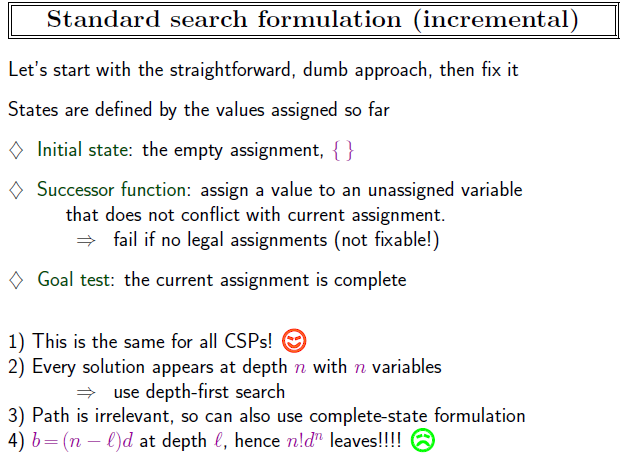 Standard search formulation (incremental)
Let's start with the straightforward, dumb approach, then fix it
States are defined by the values assigned so far
♢ Initial state: the empty assignment, { }
♢ Successor function: assign a value to an unassigned variable
that does not conflict with current assignment.
⇒ fail if no legal assignments (not fixable!)
♢ Goal test: the current assignment is complete
1) This is the same for all CSPs!
2) Every solution appears at depth n with n variables
⇒ use depth-first search
3) Path is irrelevant, so can also use complete-state formulation
4) b = (n − ℓ)d at depth ℓ, hence n!dⁿ leaves!!!!